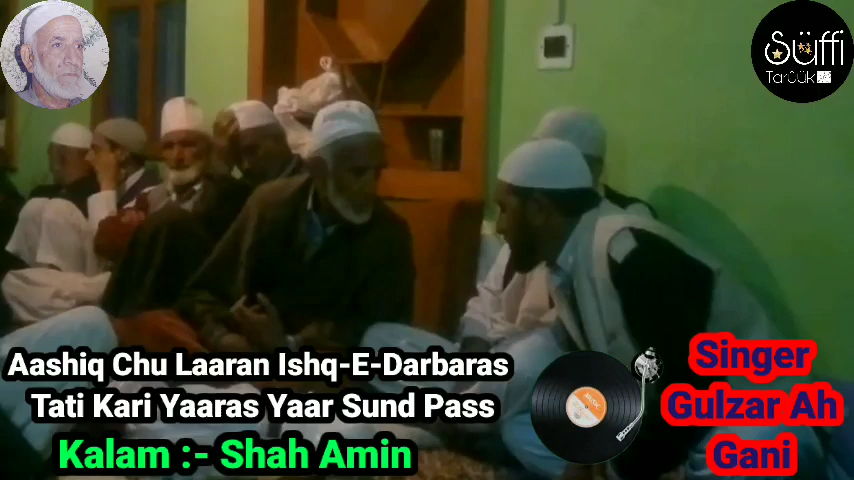 Süffi
Tarüük
Aashiq Chu Laaran Ishq-E-Darbaras
Tati Kari Yaaras Yaar Sund Pass
Kalam :- Shah Amin
Singer
Gulzar Ah
Gani